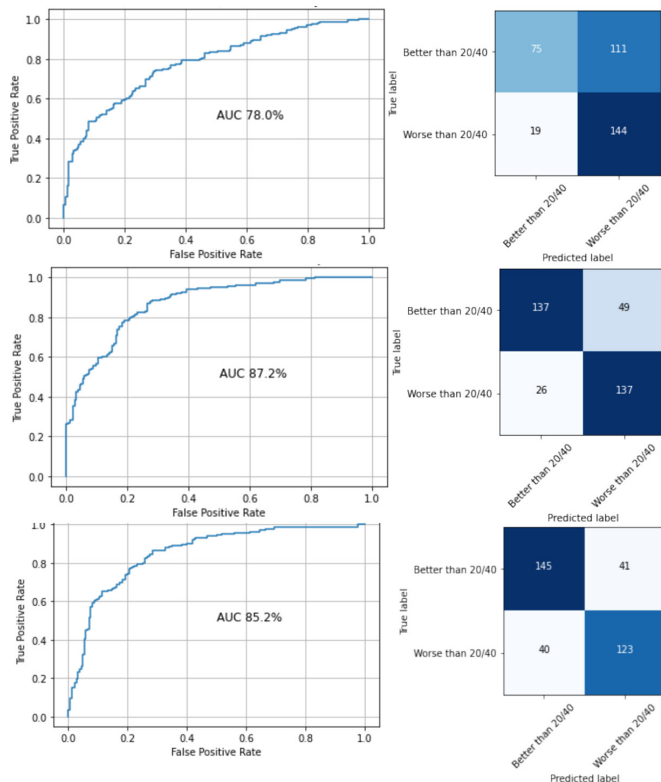 1.0
0.8
0.6
0.4
0.2
0.0
True Positive Rate
AUC 78.0%
0.0 0.2 0.4 0.6 0.8 1.0
False Positive Rate
True label
Better than 20/40
Worse than 20/40
75 111
19 144
Better than 20/40
Worse than 20/40
Predicted label
1.0
0.8
0.6
0.4
0.2
0.0
True Positive Rate
AUC 87.2%
0.0 0.2 0.4 0.6 0.8 1.0
False Positive Rate
True label
Better than 20/40
Worse than 20/40
137 49
26 137
Better than 20/40
Worse than 20/40
Predicted label
1.0
0.8
0.6
0.4
0.2
0.0
True Positive Rate
AUC 85.2%
0.0 0.2 0.4 0.6 0.8 1.0
False Positive Rate
True label
Better than 20/40
Worse than 20/40
145 41
40 123
Better than 20/40
Worse than 20/40
Predicted label